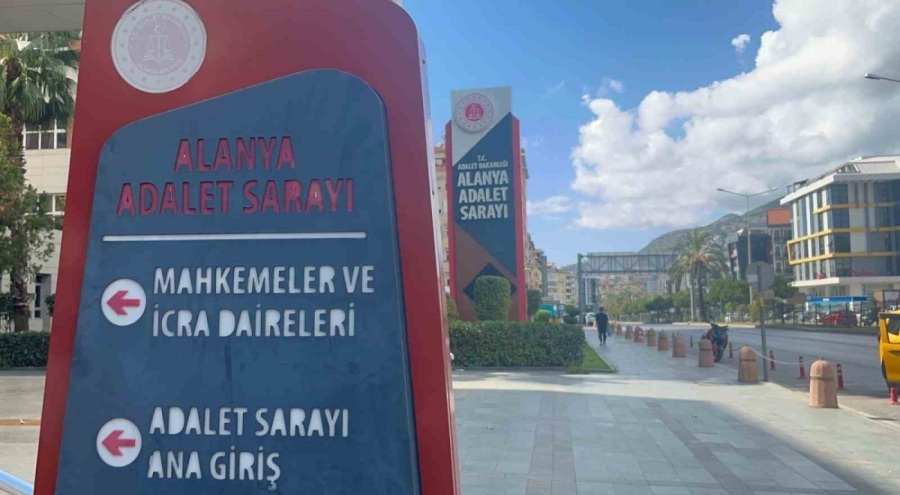 ALANYA
ADALET SARAYI
MAHKEMELER VE
İCRA DAİRELERİ
ADALET SARAYI
ANA GİRİŞ
T.C.
ADALET BAKANLIĞI
ALANYA
ADALET
SARAYI